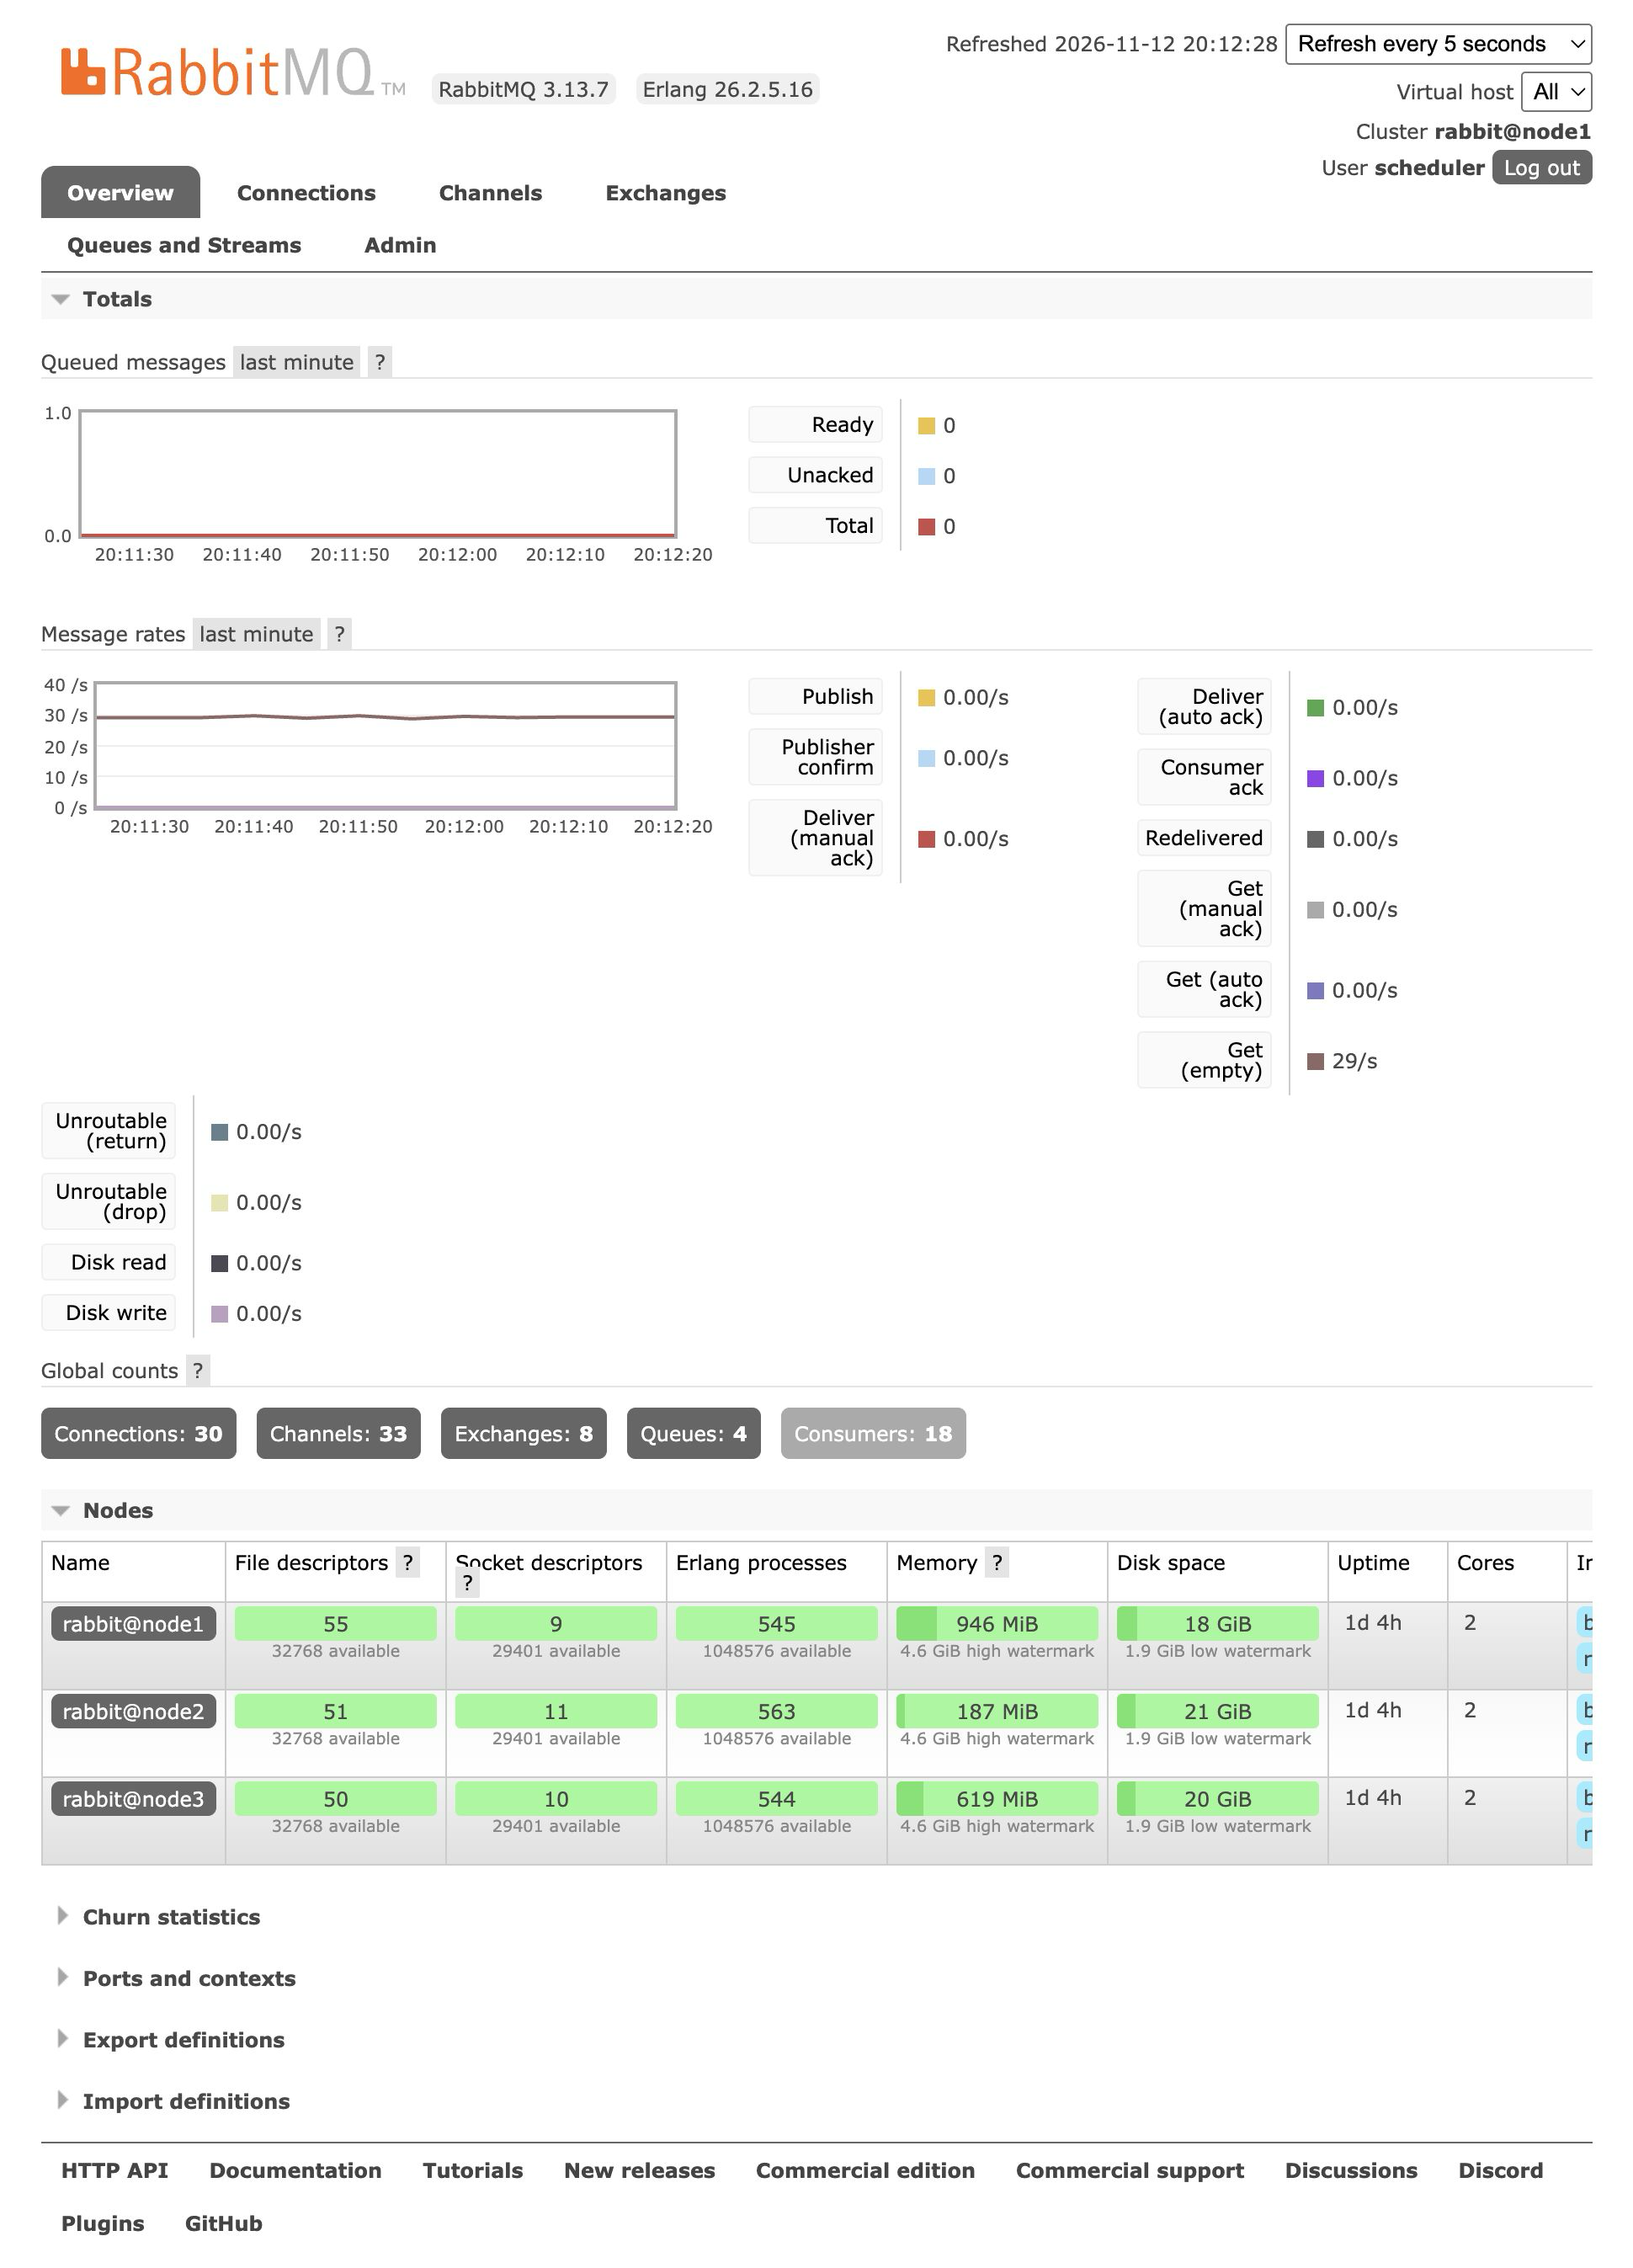 RabbitMQ TM
RabbitMQ 3.13.7
Erlang 26.2.5.16
Refreshed 2026-11-12 20:12:28 Refresh every 5 seconds
Virtual host All
Cluster rabbit@node1
User scheduler Log out
Overview Connections Channels Exchanges
Queues and Streams Admin
Totals
Queued messages last minute ?
1.0
0.0
20:11:30 20:11:40 20:11:50 20:12:00 20:12:10 20:12:20
Ready 0
Unacked 0
Total 0
Message rates last minute ?
40 /s
30 /s
20 /s
10 /s
0 /s
20:11:30 20:11:40 20:11:50 20:12:00 20:12:10 20:12:20
Publish 0.00/s
Publisher
confirm 0.00/s
Deliver
(manual 0.00/s
ack)
Deliver
(auto ack) 0.00/s
Consumer
ack 0.00/s
Redelivered 0.00/s
Get
(manual 0.00/s
ack)
Get (auto
ack) 0.00/s
Get
(empty) 29/s
Unroutable
(return) 0.00/s
Unroutable
(drop) 0.00/s
Disk read 0.00/s
Disk write 0.00/s
Global counts ?
Connections: 30 Channels: 33 Exchanges: 8 Queues: 4 Consumers: 18
Nodes
Name File descriptors ? Socket descriptors ? Erlang processes Memory ? Disk space Uptime Cores
rabbit@node1 55 9 545 946 MiB 18 GiB 1d 4h 2
32768 available 29401 available 1048576 available 4.6 GiB high watermark 1.9 GiB low watermark
rabbit@node2 51 11 563 187 MiB 21 GiB 1d 4h 2
32768 available 29401 available 1048576 available 4.6 GiB high watermark 1.9 GiB low watermark
rabbit@node3 50 10 544 619 MiB 20 GiB 1d 4h 2
32768 available 29401 available 1048576 available 4.6 GiB high watermark 1.9 GiB low watermark
Churn statistics
Ports and contexts
Export definitions
Import definitions
HTTP API Documentation Tutorials New releases Commercial edition Commercial support Discussions Discord
Plugins GitHub